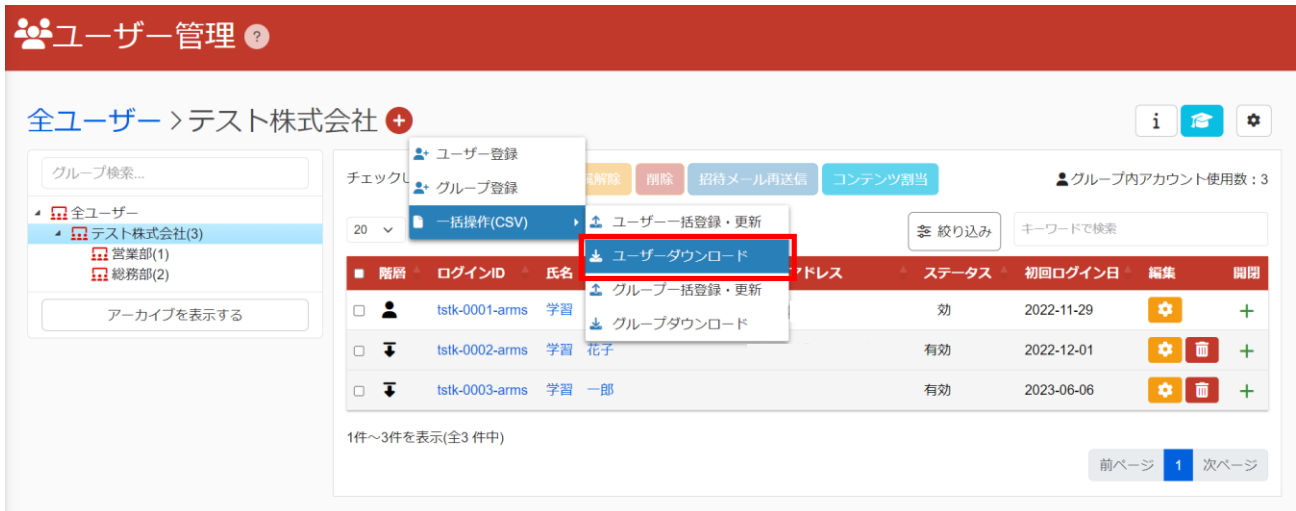 ユーザー管理 ?
全ユーザー > テスト株式会社
i
ユーザー登録
グループ登録
一括操作(CSV)
ユーザー一括登録・更新
ユーザーダウンロード
グループ一括登録・更新
グループダウンロード
グループ検索...
全ユーザー
テスト株式会社(3)
営業部(1)
総務部(2)
アーカイブを表示する
チェックし 解除 削除 招待メール再送信 コンテンツ割当 グループ内アカウント使用数:3
20 絞り込み キーワードで検索
階層 ログインID 氏名 ドレス ステータス 初回ログイン日 編集 開閉
tstk-0001-arms 学習 効 2022-11-29
tstk-0002-arms 学習 花子 有効 2022-12-01
tstk-0003-arms 学習 一郎 有効 2023-06-06
1件〜3件を表示(全3 件中)
前ページ 1 次ページ